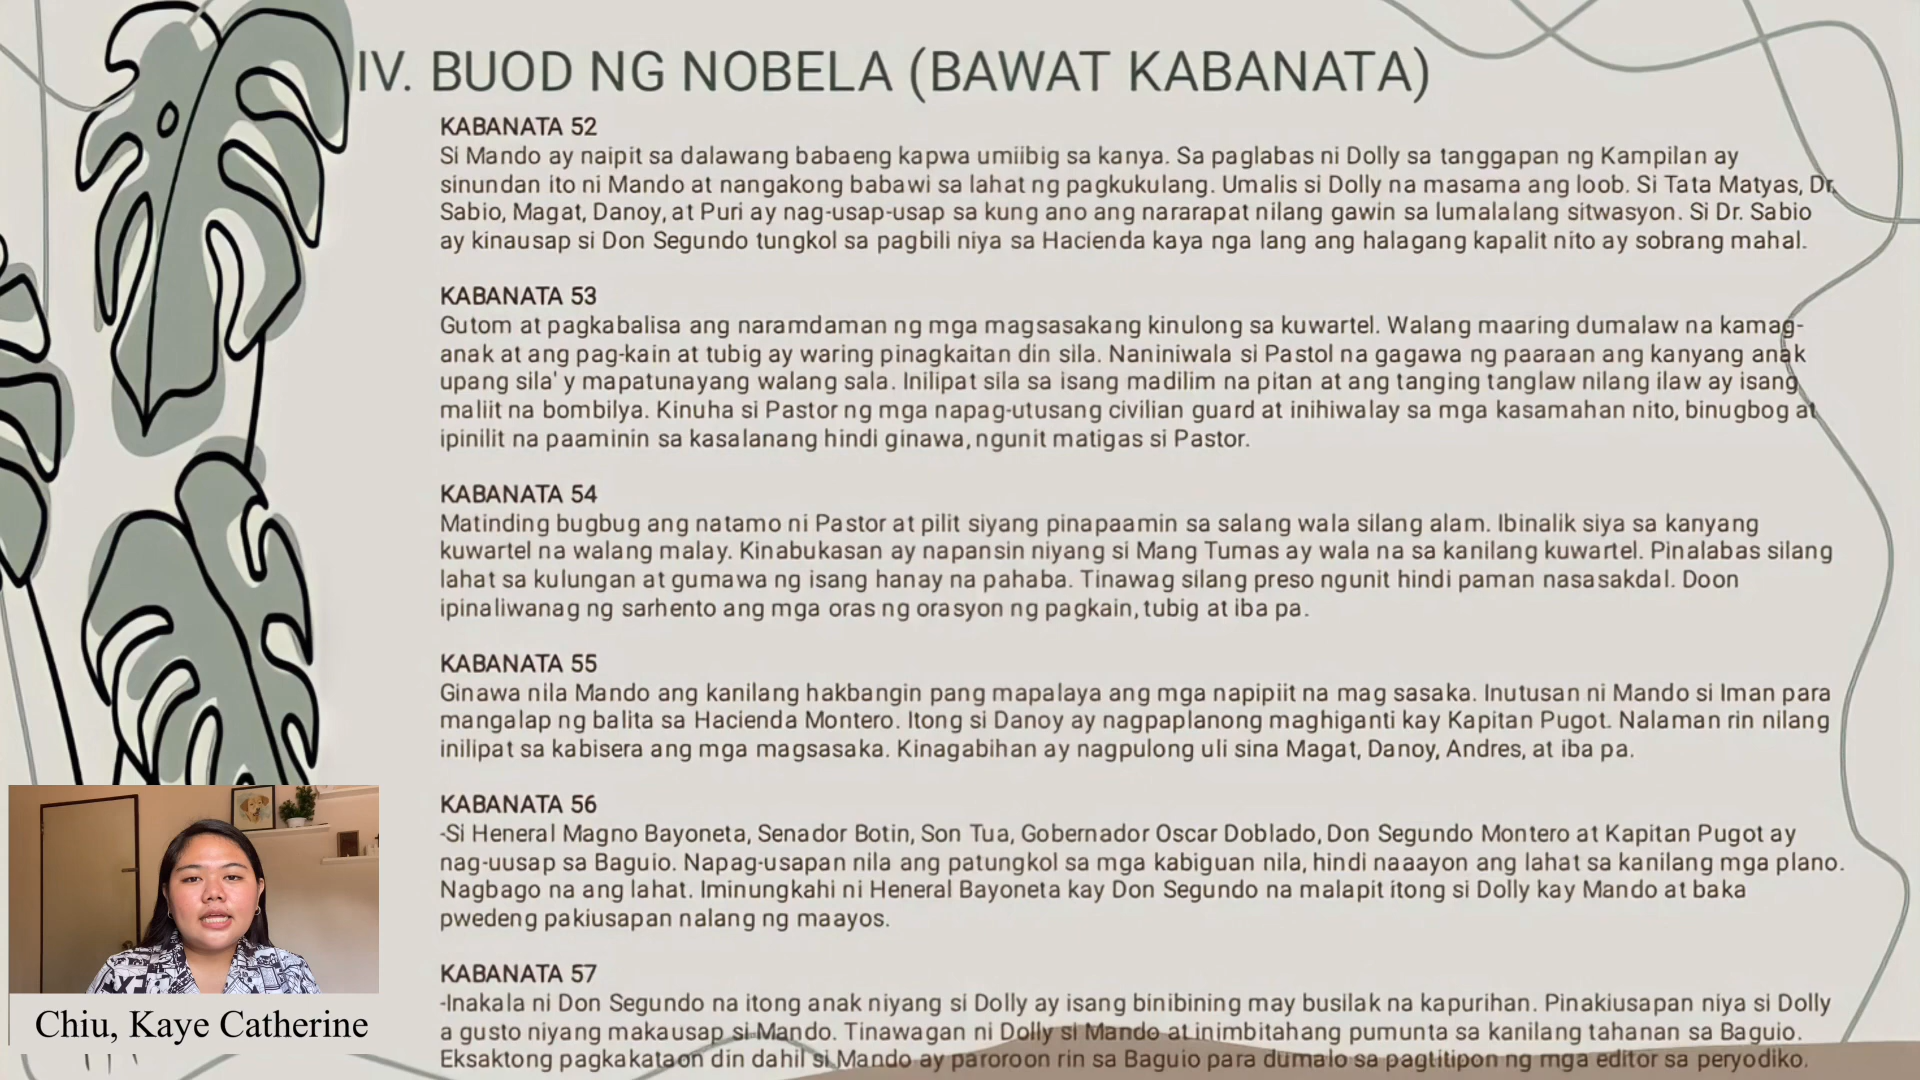 IV. BUOD NG NOBELA (BAWAT KABANATA)
KABANATA 52
Si Mando ay naipit sa dalawang babaeng kapwa umiibig sa kanya. Sa paglabas ni Dolly sa tanggapan ng Kampilan ay
sinundan ito ni Mando at nangakong babawi sa lahat ng pagkukulang. Umalis si Dolly na masama ang loob. Si Tata Matyas, Dr.
Sabio, Magat, Danoy, at Puri ay nag-usap-usap sa kung ano ang nararapat nilang gawin sa lumalalang sitwasyon. Si Dr. Sabio
ay kinausap si Don Segundo tungkol sa pagbili niya sa Hacienda kaya nga lang ang halagang kapalit nito ay sobrang mahal.
KABANATA 53
Gutom at pagkabalisa ang naramdaman ng mga magsasakang kinulong sa kuwartel. Walang maaring dumalaw na kamag-
anak at ang pag-kain at tubig ay waring pinagkaitan din sila. Naniniwala si Pastol na gagawa ng paaraan ang kanyang anak
upang sila' y mapatunayang walang sala. Inilipat sila sa isang madilim na pitan at ang tanging tanglaw nilang ilaw ay isang
maliit na bombilya. Kinuha si Pastor ng mga napag-utusang civilian guard at inihiwalay sa mga kasamahan nito, binugbog at
ipinilit na paaminin sa kasalanang hindi ginawa, ngunit matigas si Pastor.
KABANATA 54
Matinding bugbug ang natamo ni Pastor at pilit siyang pinapaamin sa salang wala silang alam. Ibinalik siya sa kanyang
kuwartel na walang malay. Kinabukasan ay napansin niyang si Mang Tumas ay wala na sa kanilang kuwartel. Pinalabas silang
lahat sa kulungan at gumawa ng isang hanay na pahaba. Tinawag silang preso ngunit hindi paman nasasakdal. Doon
ipinaliwanag ng sarhento ang mga oras ng orasyon ng pagkain, tubig at iba pa.
KABANATA 55
Ginawa nila Mando ang kanilang hakbangin pang mapalaya ang mga napipiit na mag sasaka. Inutusan ni Mando si Iman para
mangalap ng balita sa Hacienda Montero. Itong si Danoy ay nagpaplanong maghiganti kay Kapitan Pugot. Nalaman rin nilang
inilipat sa kabisera ang mga magsasaka. Kinagabihan ay nagpulong uli sina Magat, Danoy, Andres, at iba pa.
KABANATA 56
-Si Heneral Magno Bayoneta, Senador Botin, Son Tua, Gobernador Oscar Doblado, Don Segundo Montero at Kapitan Pugot ay
nag-uusap sa Baguio. Napag-usapan nila ang patungkol sa mga kabiguan nila, hindi naaayon ang lahat sa kanilang mga plano.
Nagbago na ang lahat. Iminungkahi ni Heneral Bayoneta kay Don Segundo na malapit itong si Dolly kay Mando at baka
pwedeng pakiusapan nalang ng maayos.
KABANATA 57
-Inakala ni Don Segundo na itong anak niyang si Dolly ay isang binibining may busilak na kapurihan. Pinakiusapan niya si Dolly
a gusto niyang makausap si Mando. Tinawagan ni Dolly si Mando at inimbitahang pumunta sa kanilang tahanan sa Baguio.
Eksaktong pagkakataon din dahil si Mando ay paroroon rin sa Baguio para dumalo sa pagtitipon ng mga editor sa peryodiko.
Chiu, Kaye Catherine